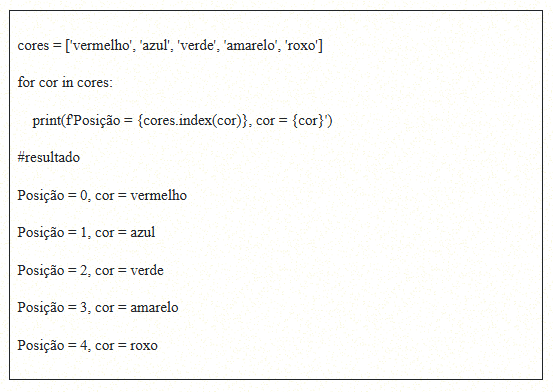 cores = ['vermelho', 'azul', 'verde', 'amarelo', 'roxo']
for cor in cores:
    print(f'Posição = {cores.index(cor)}, cor = {cor}')
#resultado
Posição = 0, cor = vermelho
Posição = 1, cor = azul
Posição = 2, cor = verde
Posição = 3, cor = amarelo
Posição = 4, cor = roxo